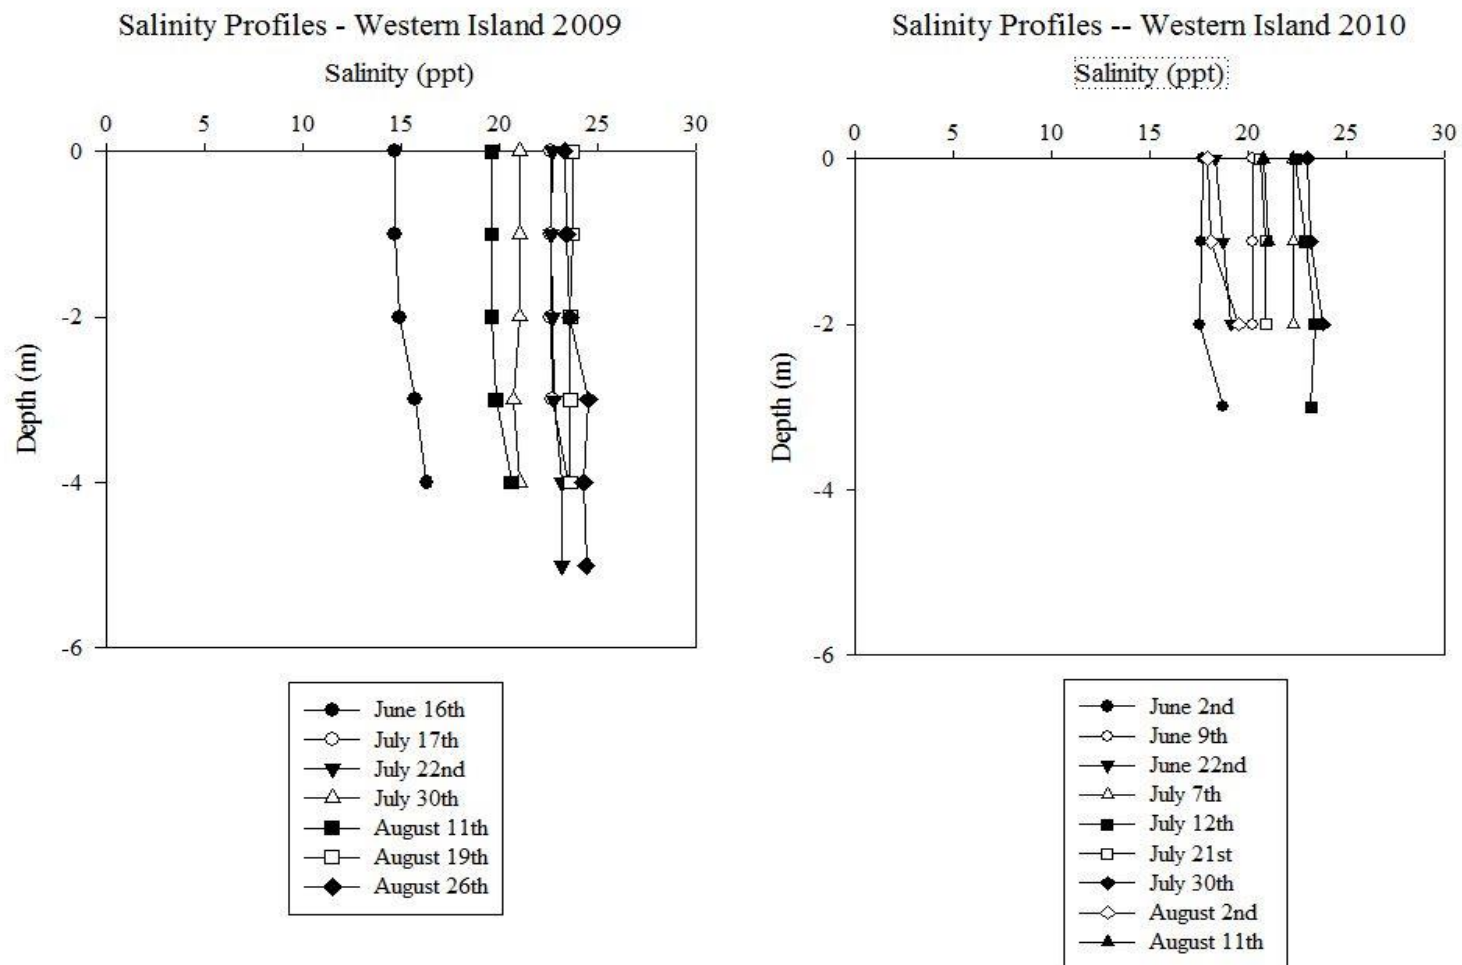 Salinity Profiles - Western Island 2009
Salinity (ppt)
0 5 10 15 20 25 30
0
-2
-4
-6
Depth (m)
June 16th
July 17th
July 22nd
July 30th
August 11th
August 19th
August 26th
Salinity Profiles -- Western Island 2010
Salinity (ppt)
0 5 10 15 20 25 30
0
-2
-4
-6
Depth (m)
June 2nd
June 9th
June 22nd
July 7th
July 12th
July 21st
July 30th
August 2nd
August 11th